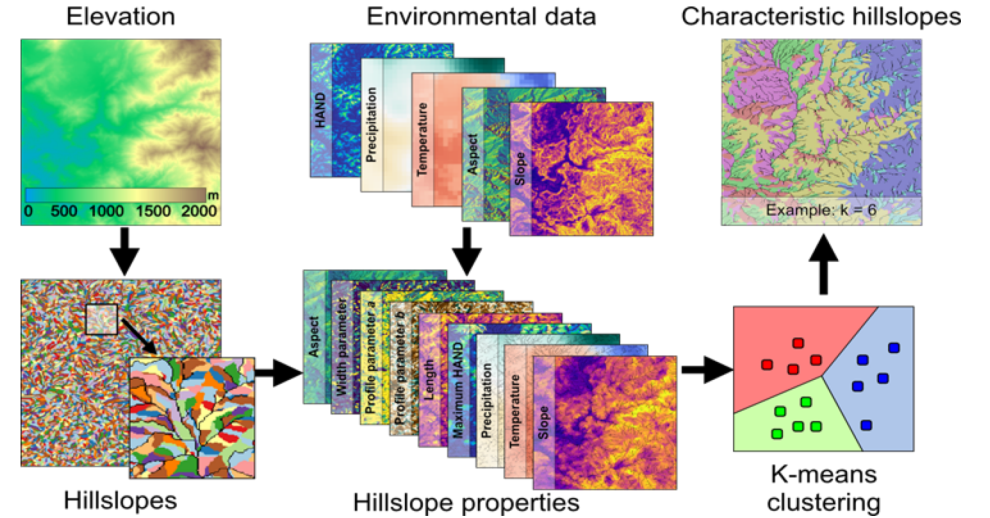 Elevation
Environmental data
Characteristic hillslopes
m
0 500 1000 1500 2000
HAND
Precipitation
Temperature
Aspect
Slope
Example: k = 6
Aspect
Width parameter
Profile parameter a
Profile parameter b
Length
Maximum HAND
Precipitation
Temperature
Slope
Hillslopes
Hillslope properties
K-means
clustering